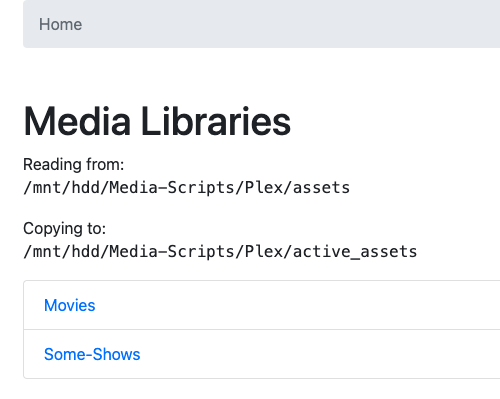 Home
Media Libraries
Reading from:
/mnt/hdd/Media-Scripts/Plex/assets
Copying to:
/mnt/hdd/Media-Scripts/Plex/active_assets
Movies
Some-Shows